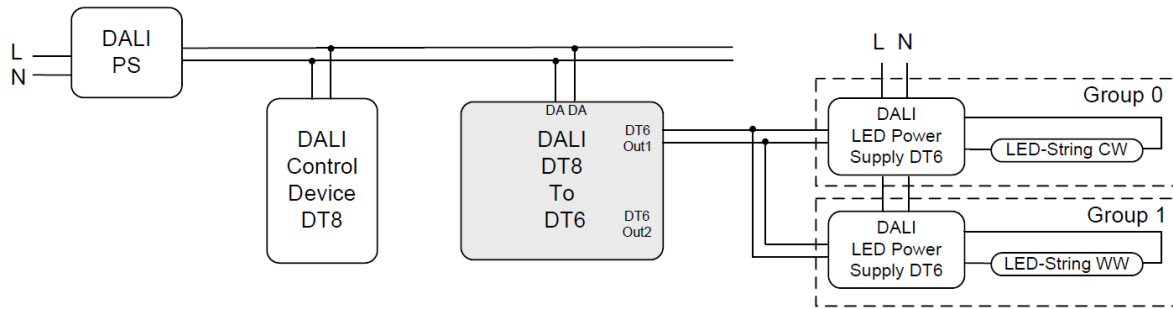 L
N
DALI
PS
DALI
Control
Device
DT8
DA DA
DALI
DT8
To
DT6
DT6
Out1
DT6
Out2
L N
Group 0
DALI
LED Power
Supply DT6
LED-String CW
Group 1
DALI
LED Power
Supply DT6
LED-String WW